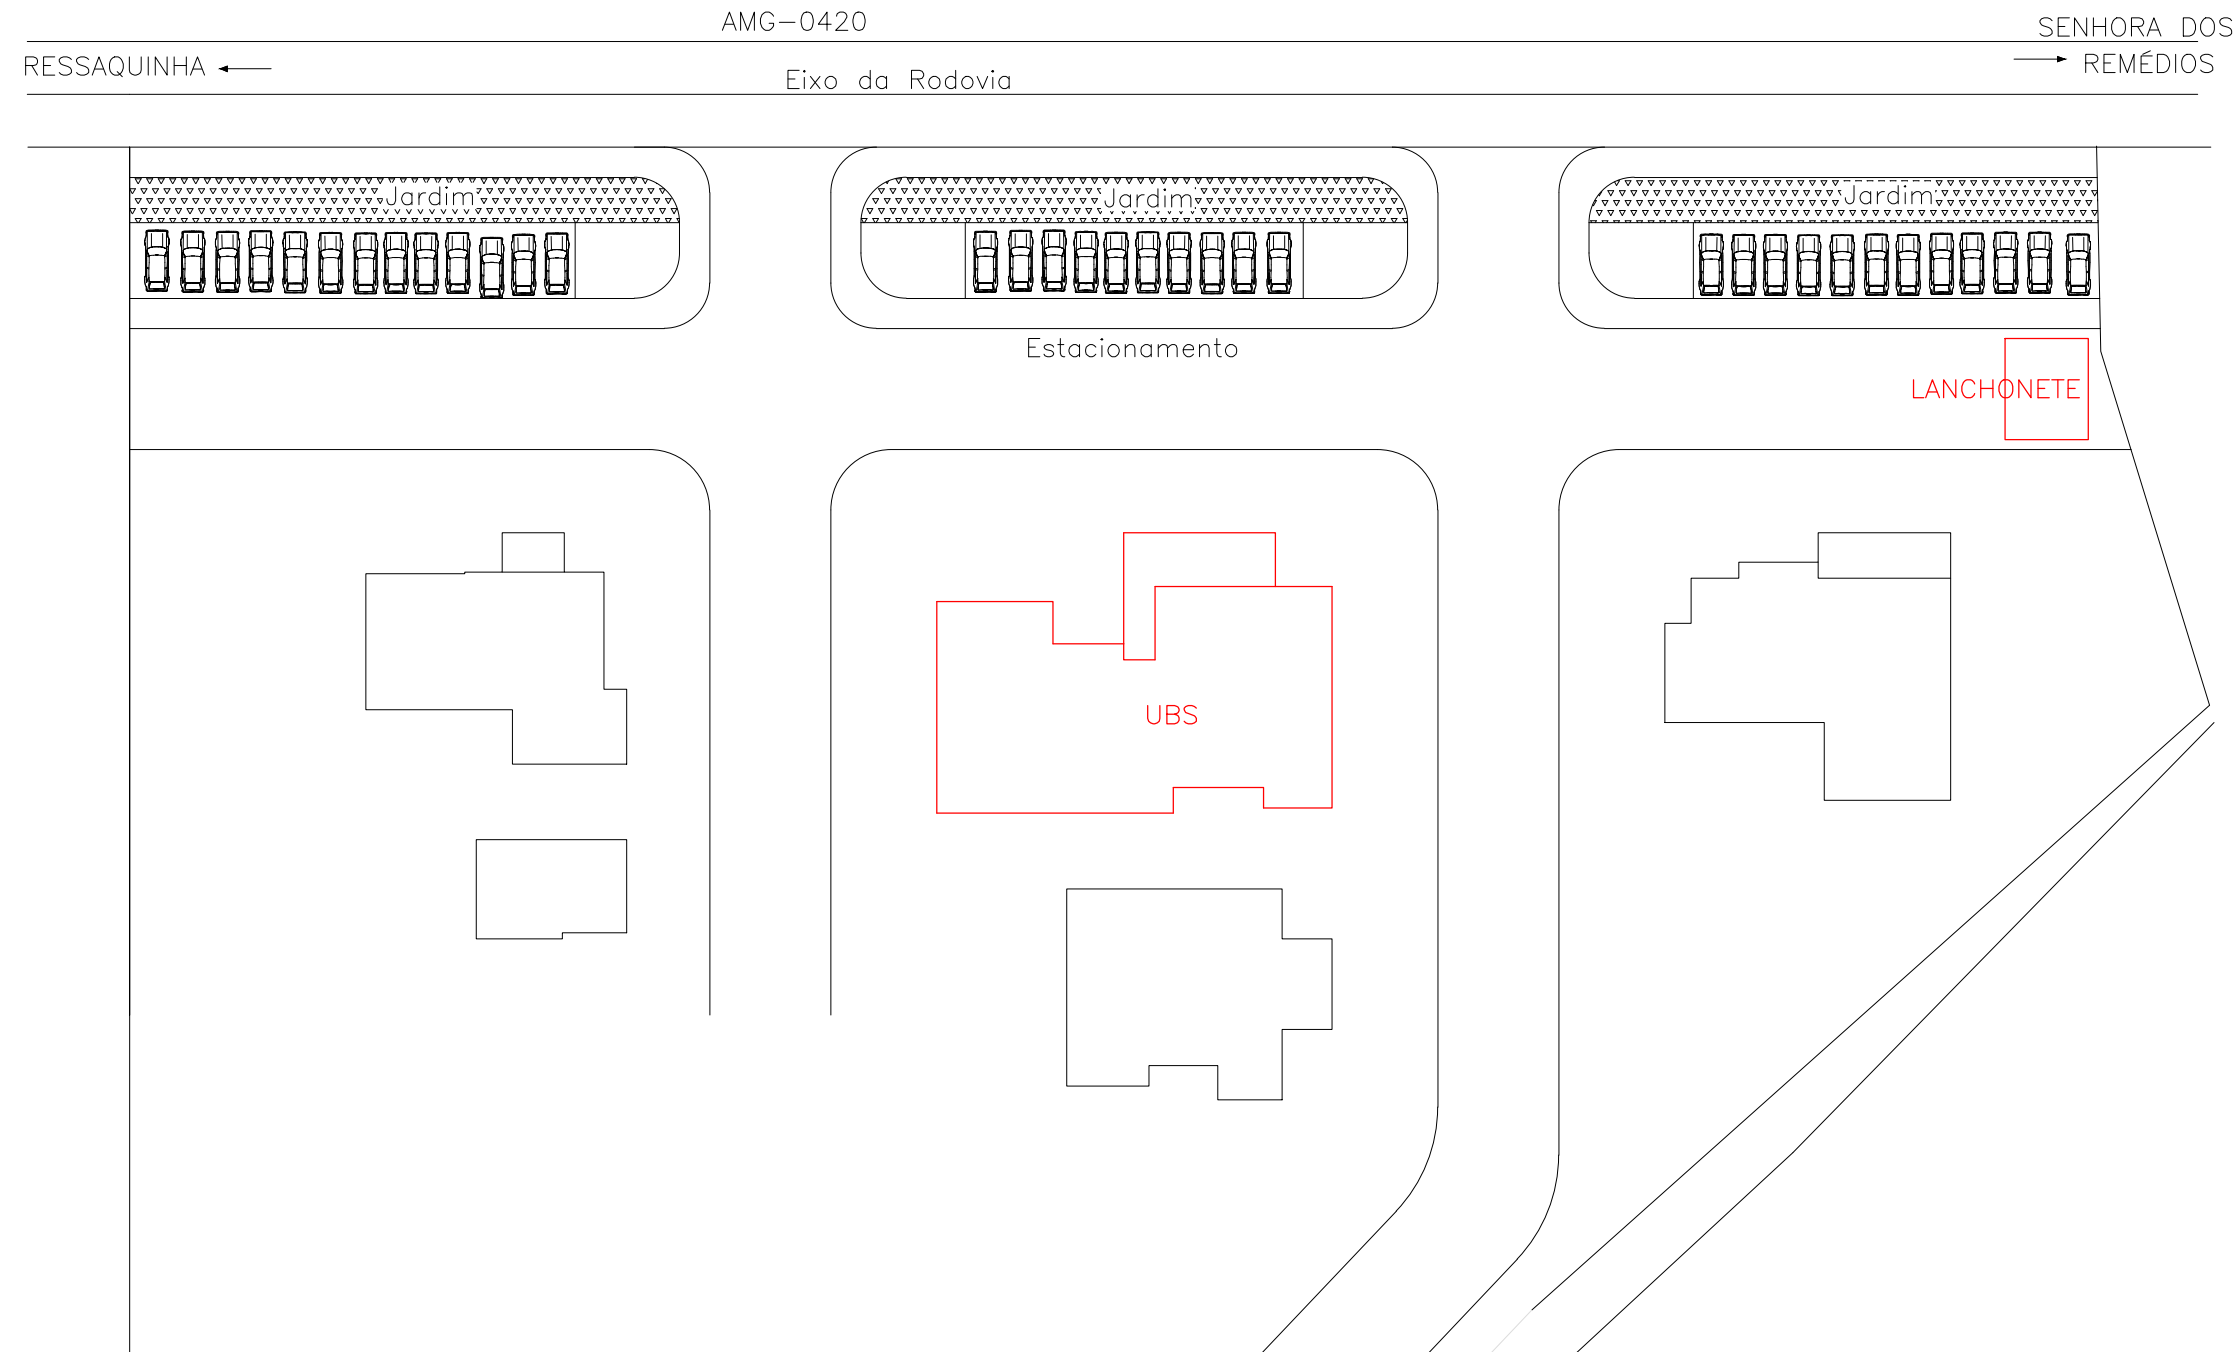 AMG-0420
SENHORA DOS
RESSAQUINHA
REMÉDIOS
Eixo da Rodovia
Jardim
Jardim
Jardim
Estacionamento
LANCHONETE
UBS